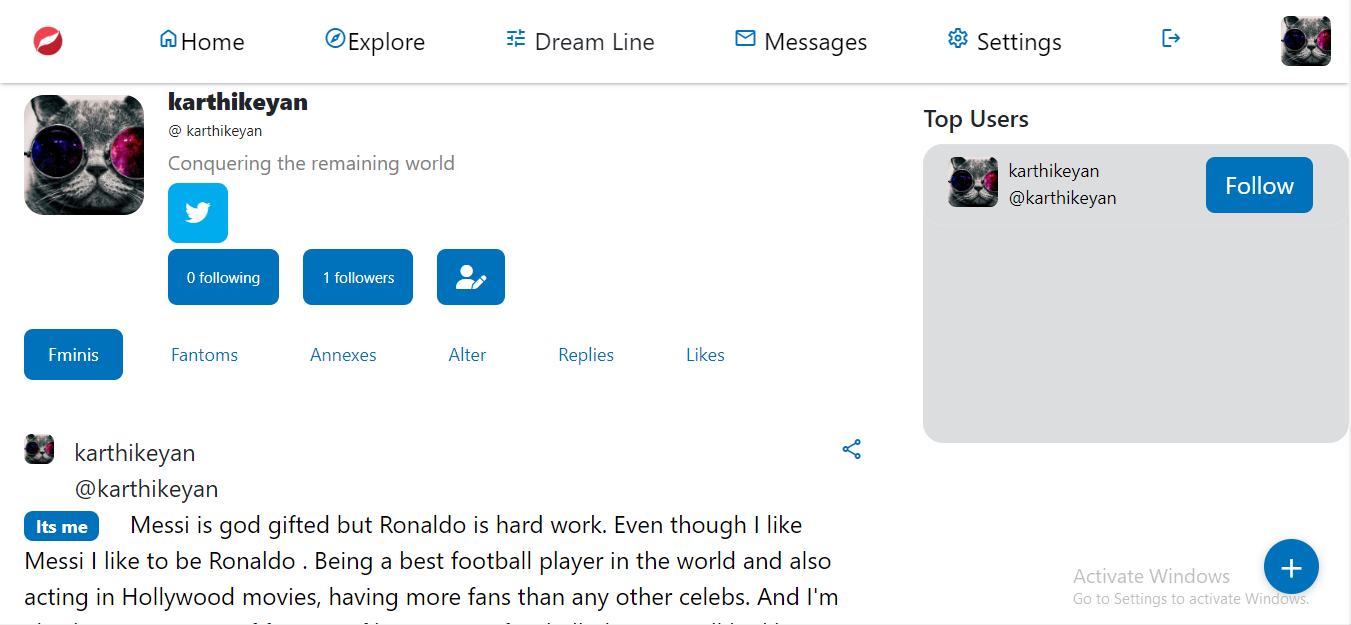 Home Explore Dream Line Messages Settings
karthikeyan
@ karthikeyan
Conquering the remaining world
0 following 1 followers
Fminis Fantoms Annexes Alter Replies Likes
karthikeyan
@karthikeyan
Its me Messi is god gifted but Ronaldo is hard work. Even though I like
Messi I like to be Ronaldo . Being a best football player in the world and also
acting in Hollywood movies, having more fans than any other celebs. And I'm
Top Users
karthikeyan
@karthikeyan
Follow
Activate Windows
Go to Settings to activate Windows.